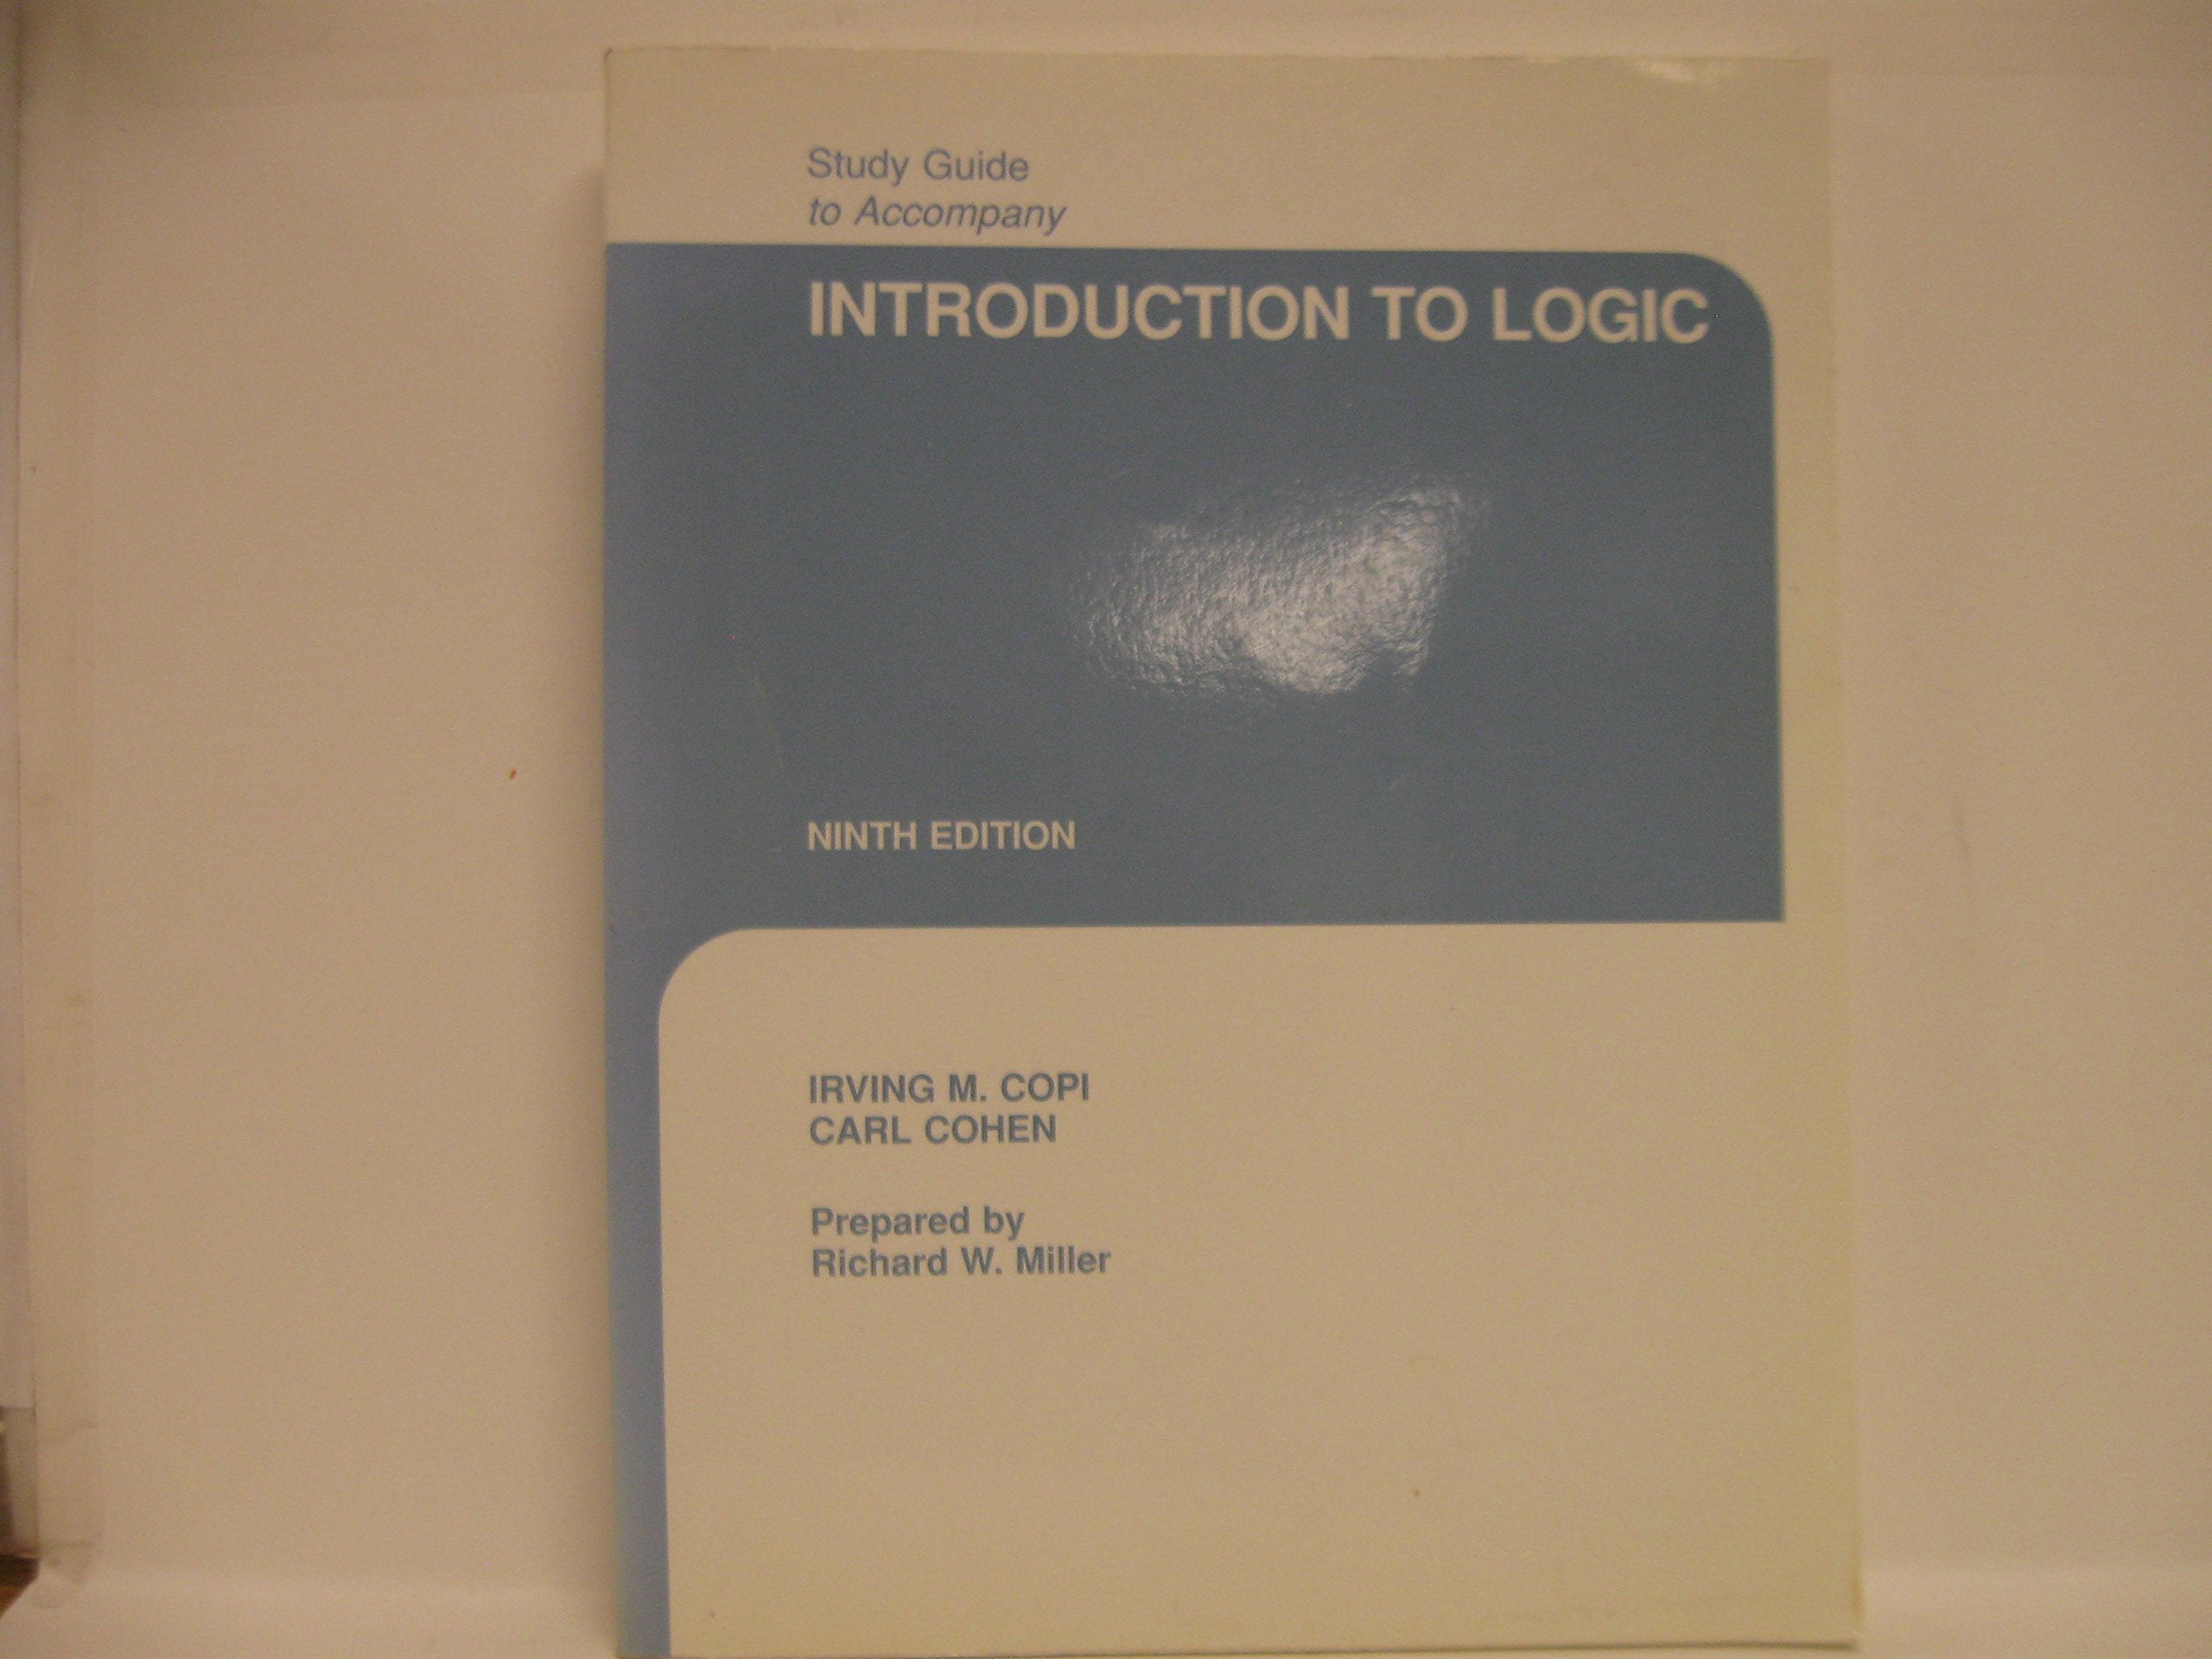 Study Guide
to Accompany
INTRODUCTION TO LOGIC
NINTH EDITION
IRVING M. COPI
CARL COHEN
Prepared by
Richard W. Miller